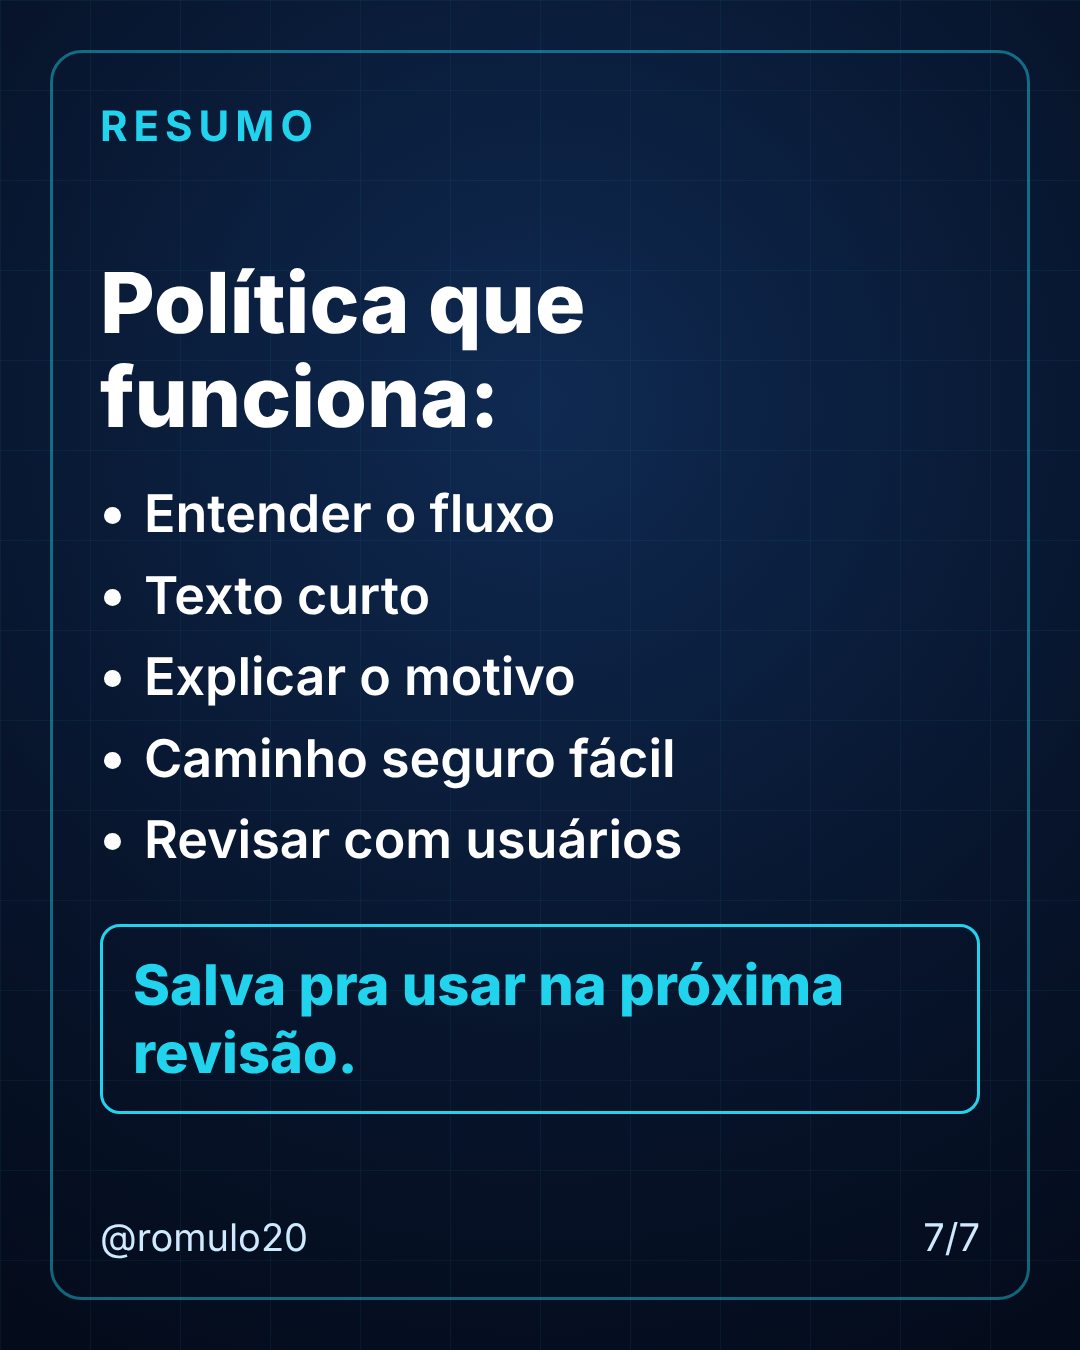 RESUMO
Política que
funciona:
• Entender o fluxo
• Texto curto
• Explicar o motivo
• Caminho seguro fácil
• Revisar com usuários
Salva pra usar na próxima
revisão.
@romulo20
7/7